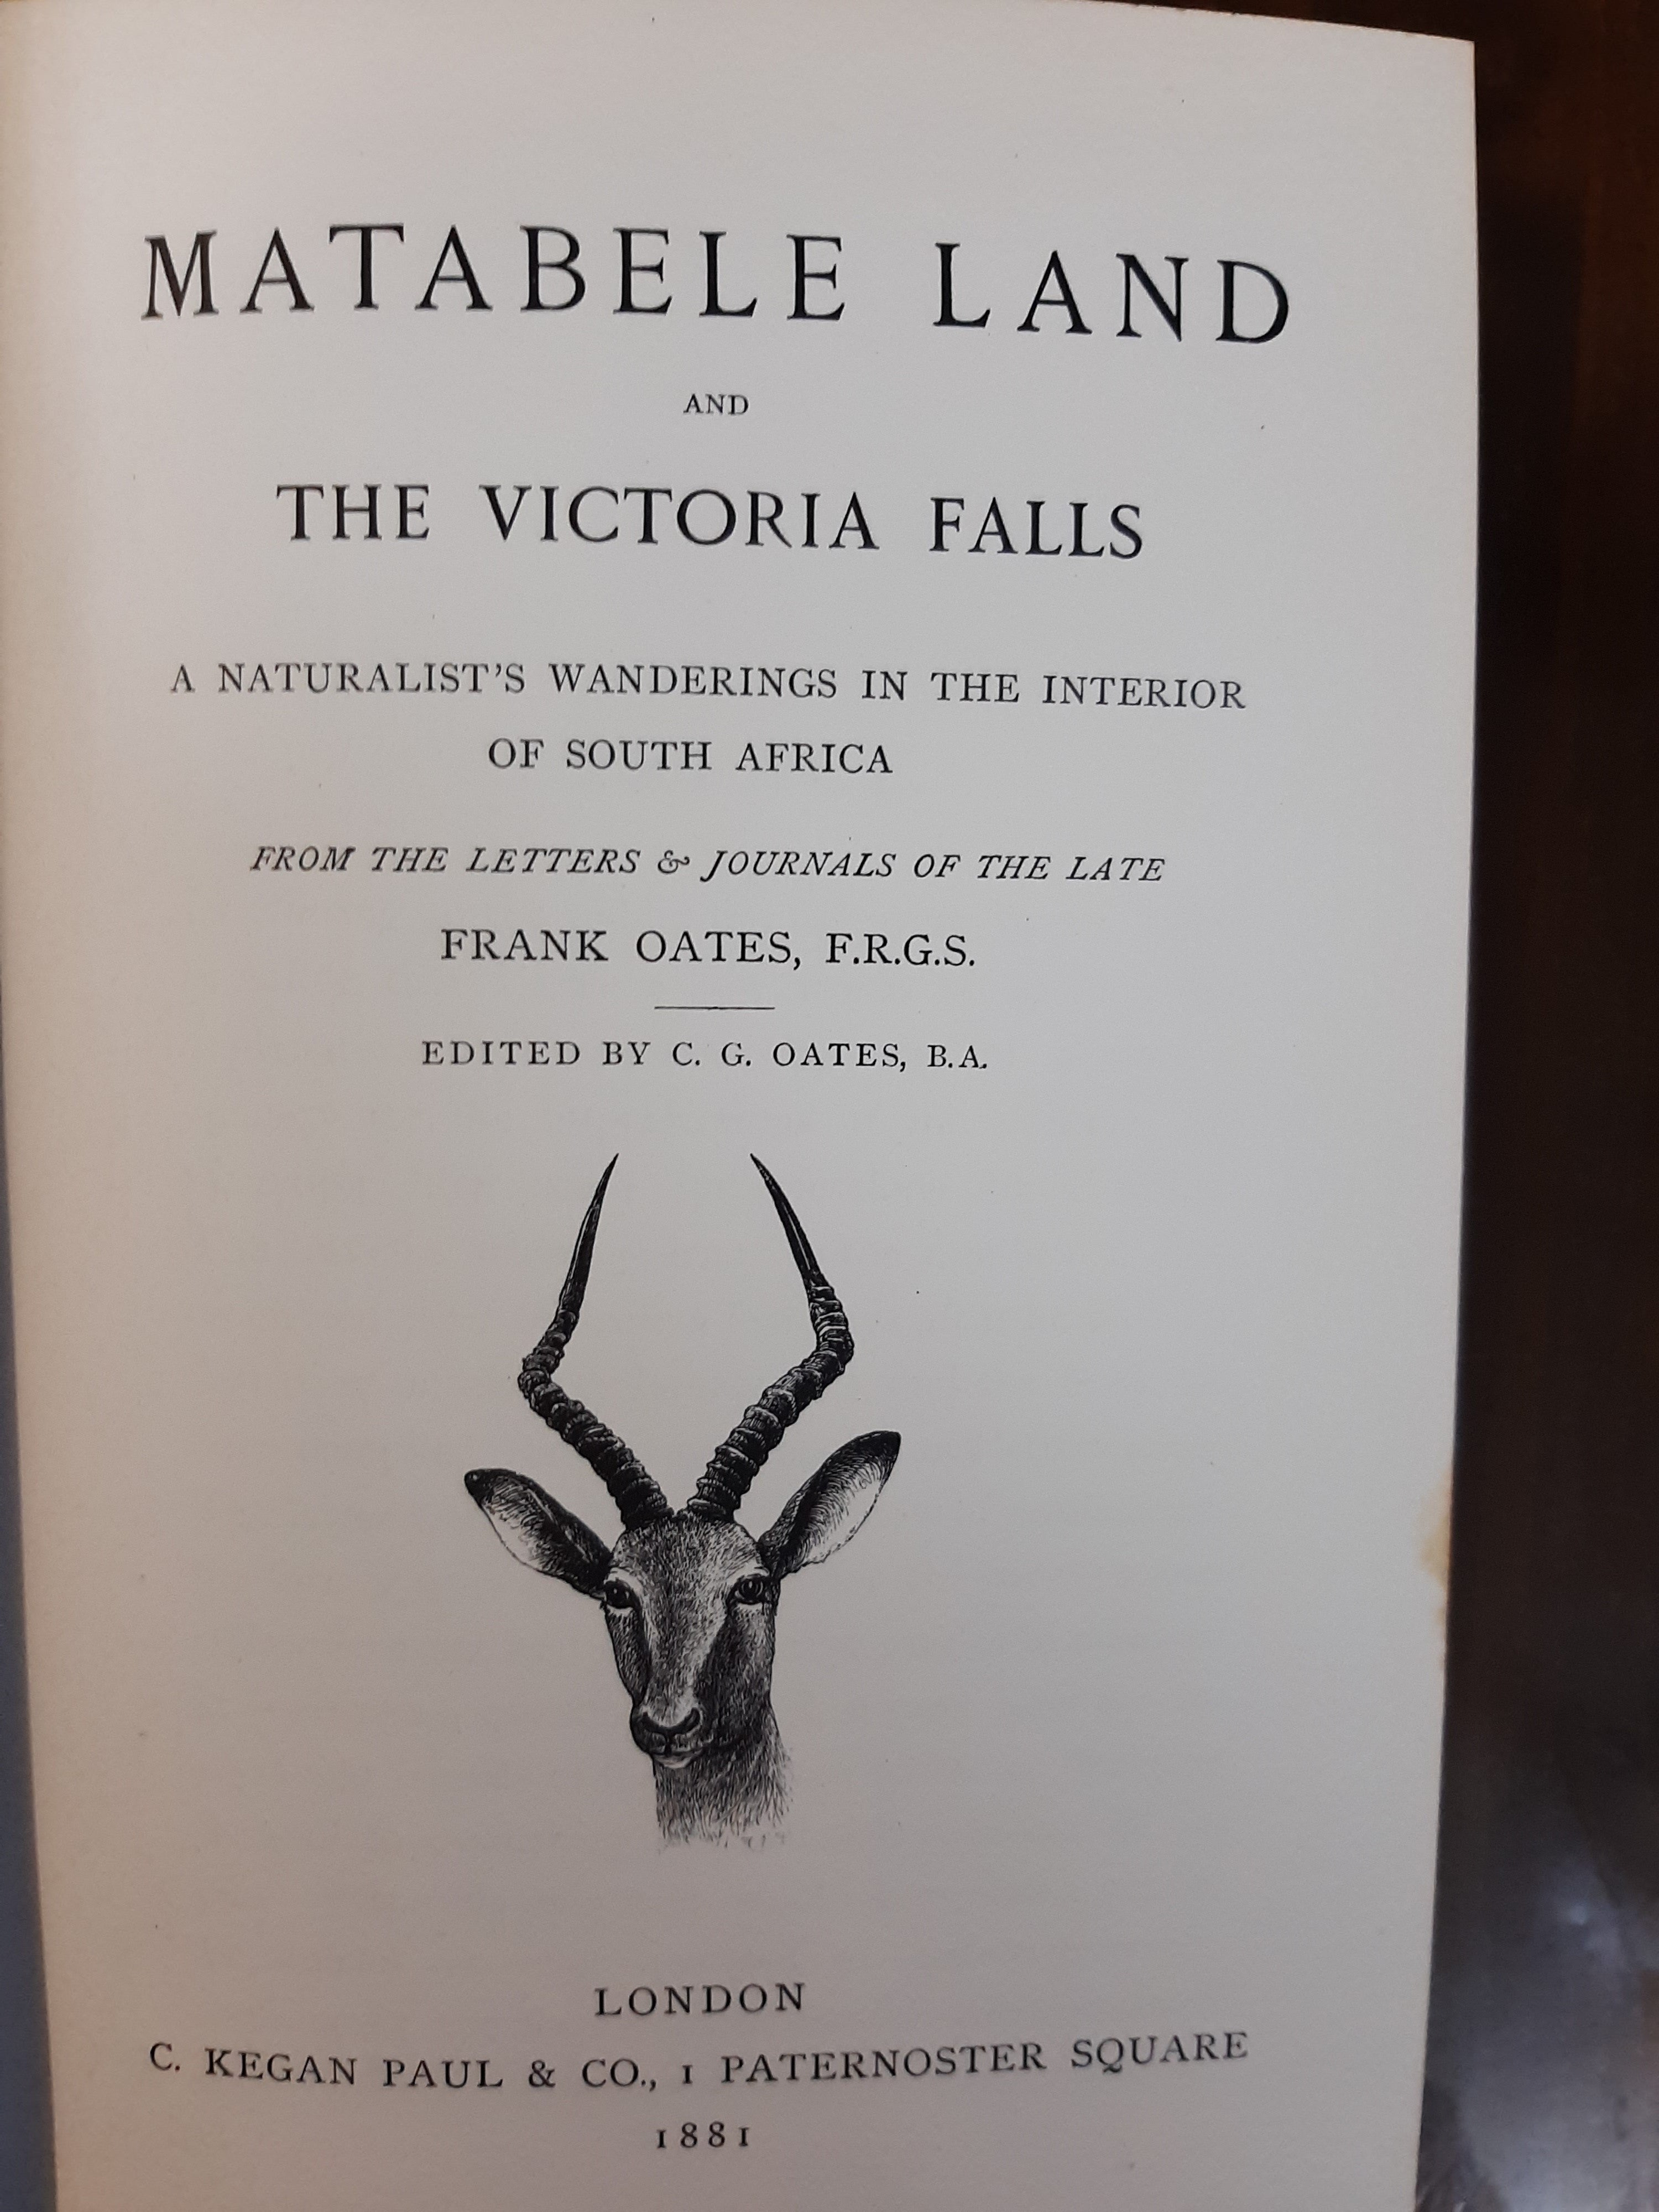 MATABELE LAND
AND
THE VICTORIA FALLS
A NATURALIST'S WANDERINGS IN THE INTERIOR
OF SOUTH AFRICA
FROM THE LETTERS & JOURNALS OF THE LATE
FRANK OATES, F.R.G.S.
EDITED BY C. G. OATES, B.A.
LONDON
C. KEGAN PAUL & CO., 1 PATERNOSTER SQUARE
1881